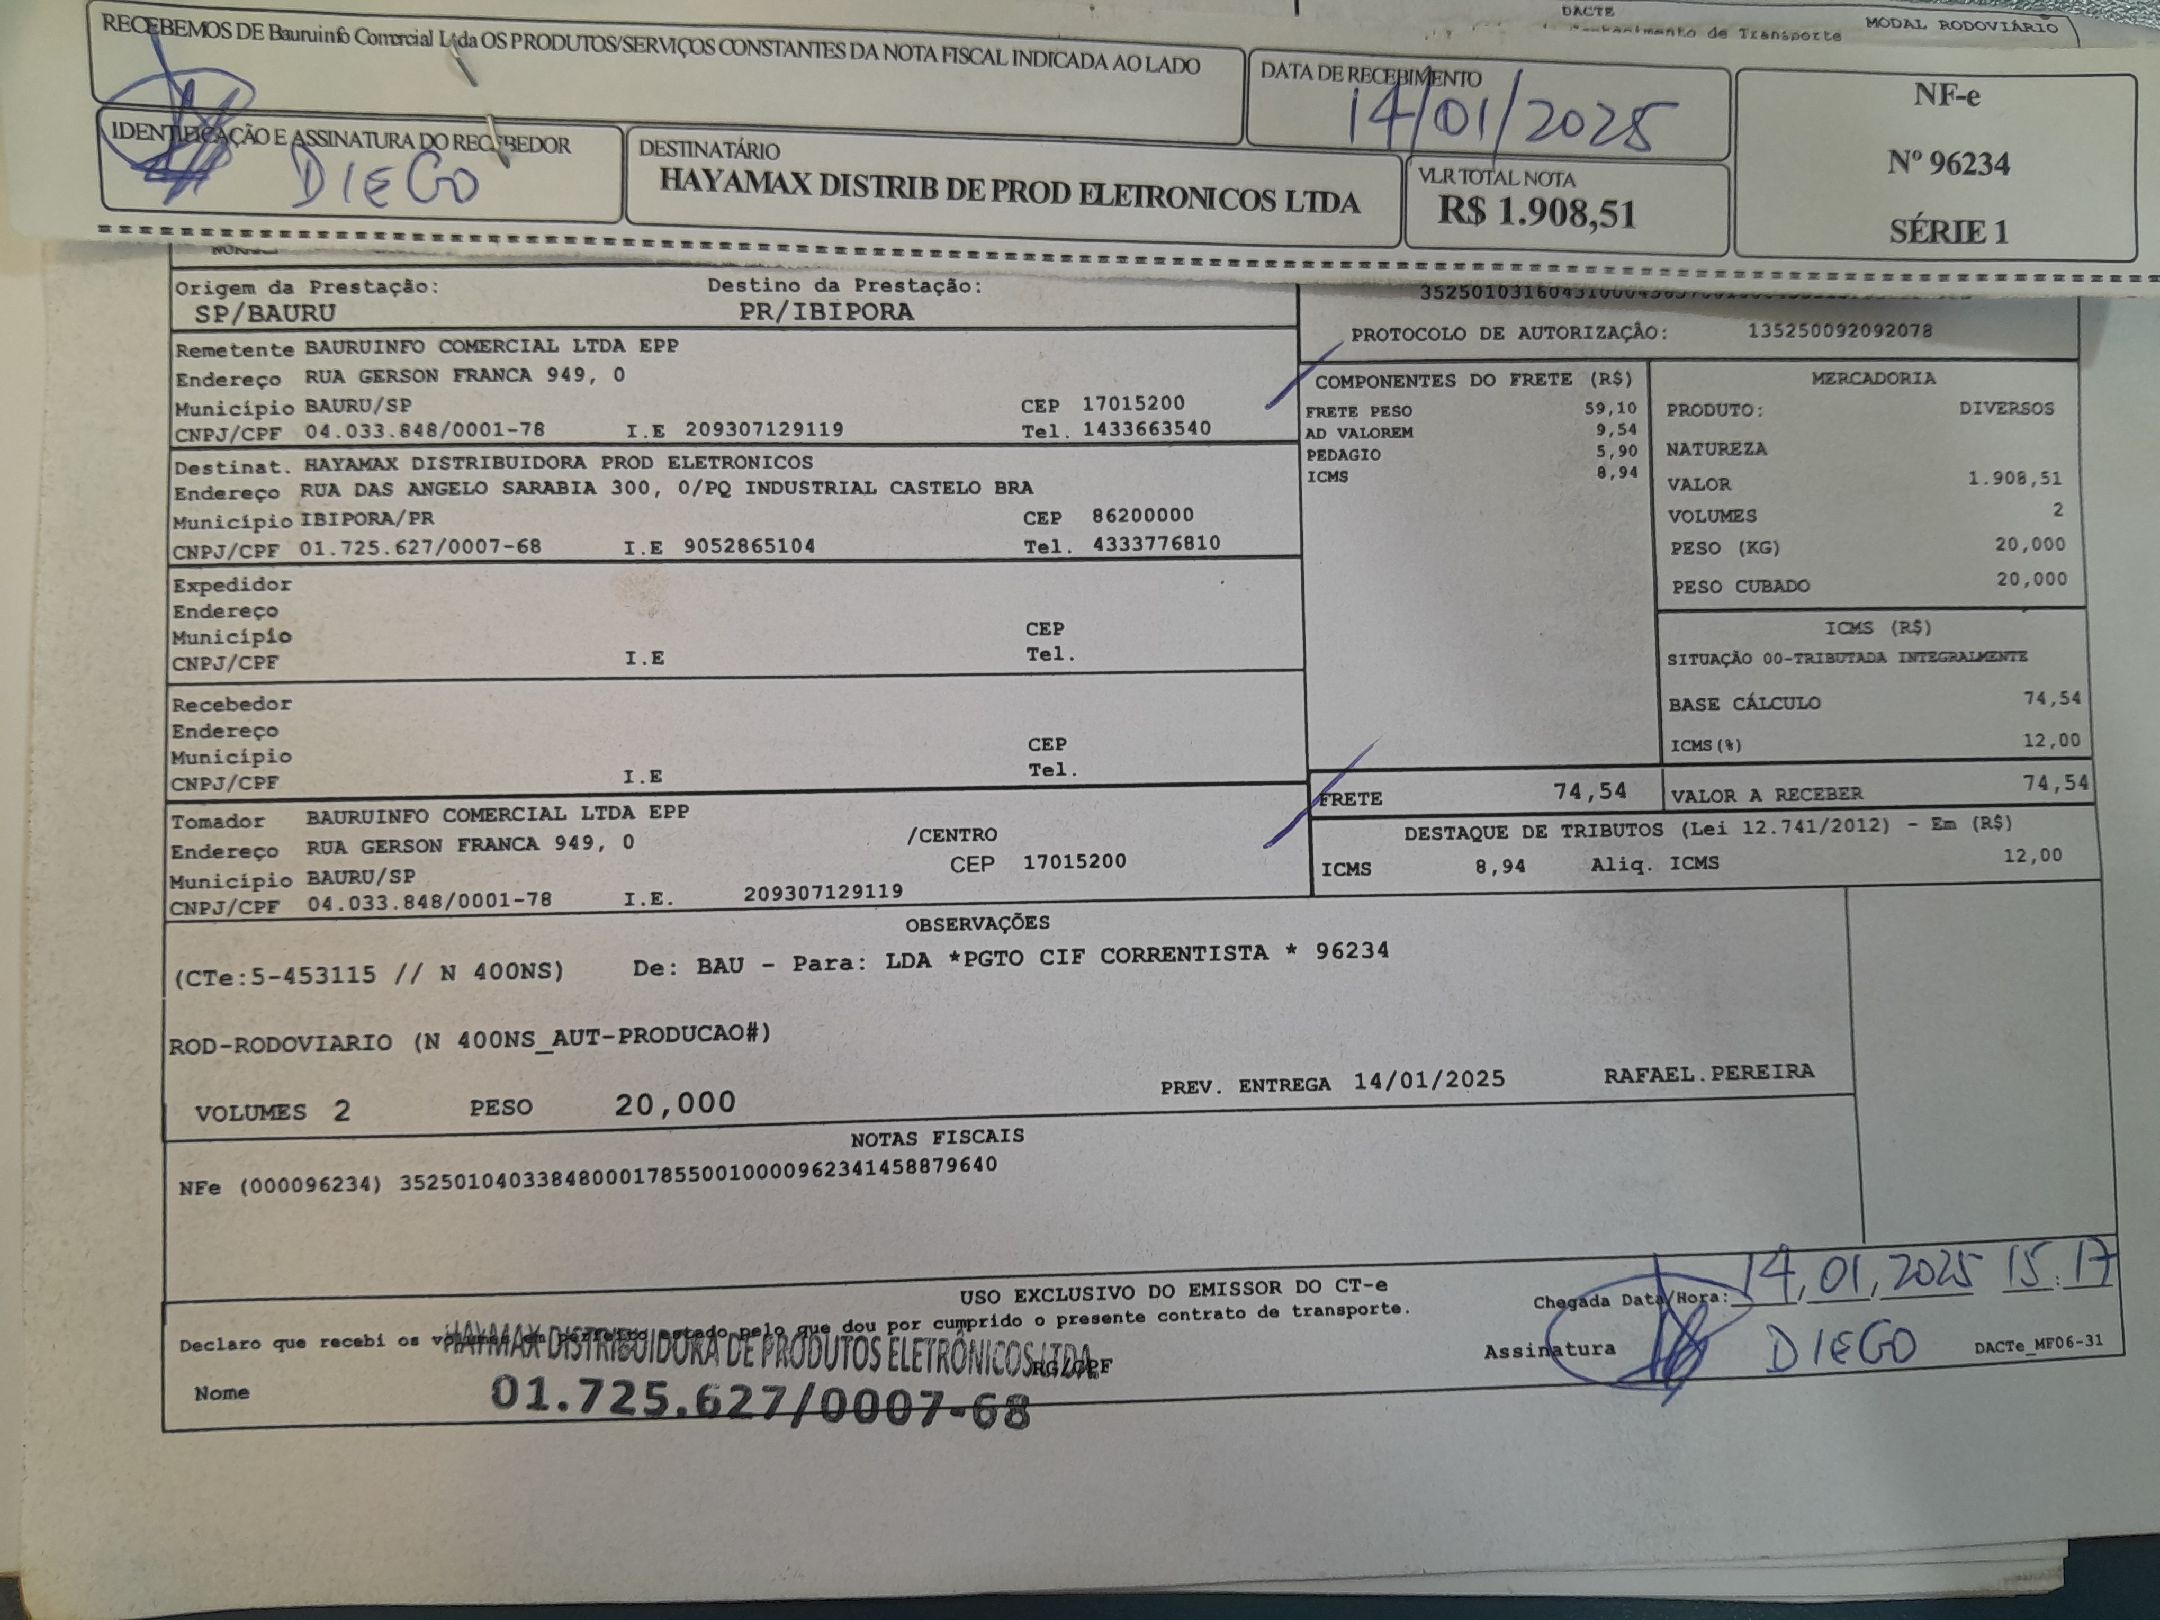 DACTE
MODAL RODOVIÁRIO
de Transporte
RECEBEMOS DE Bauruinfo Comercial Ltda OS PRODUTOS/SERVIÇOS CONSTANTES DA NOTA FISCAL INDICADA AO LADO
DATA DE RECEBIMENTO
14/01/2025
NF-e
Nº 96234
SÉRIE 1
IDENTIFICAÇÃO E ASSINATURA DO RECEBEDOR
DIEGO
DESTINATÁRIO
HAYAMAX DISTRIB DE PROD ELETRONICOS LTDA
VLR TOTAL NOTA
R$ 1.908,51
Origem da Prestação: Destino da Prestação:
SP/BAURU PR/IBIPORA
PROTOCOLO DE AUTORIZAÇÃO: 135250092092078
Remetente BAURUINFO COMERCIAL LTDA EPP
Endereço RUA GERSON FRANCA 949, 0
Município BAURU/SP CEP 17015200
CNPJ/CPF 04.033.848/0001-78 I.E 209307129119 Tel. 1433663540
Destinat. HAYAMAX DISTRIBUIDORA PROD ELETRONICOS
Endereço RUA DAS ANGELO SARABIA 300, 0/PQ INDUSTRIAL CASTELO BRA
Município IBIPORA/PR CEP 86200000
CNPJ/CPF 01.725.627/0007-68 I.E 9052865104 Tel. 4333776810
Expedidor
Endereço
Município CEP
CNPJ/CPF I.E Tel.
Recebedor
Endereço
Município CEP
CNPJ/CPF I.E Tel.
Tomador BAURUINFO COMERCIAL LTDA EPP
Endereço RUA GERSON FRANCA 949, 0 /CENTRO
Município BAURU/SP CEP 17015200
CNPJ/CPF 04.033.848/0001-78 I.E. 209307129119
COMPONENTES DO FRETE (R$)
FRETE PESO 59,10
AD VALOREM 9,54
PEDAGIO 5,90
ICMS 8,94
MERCADORIA
PRODUTO: DIVERSOS
NATUREZA
VALOR 1.908,51
VOLUMES 2
PESO (KG) 20,000
PESO CUBADO 20,000
ICMS (R$)
SITUAÇÃO 00-TRIBUTADA INTEGRALMENTE
BASE CÁLCULO 74,54
ICMS(%) 12,00
FRETE 74,54 VALOR A RECEBER 74,54
DESTAQUE DE TRIBUTOS (Lei 12.741/2012) - Em (R$)
ICMS 8,94 Aliq. ICMS 12,00
OBSERVAÇÕES
(CTe:5-453115 // N 400NS) De: BAU - Para: LDA *PGTO CIF CORRENTISTA * 96234
ROD-RODOVIARIO (N 400NS_AUT-PRODUCAO#)
VOLUMES 2 PESO 20,000 PREV. ENTREGA 14/01/2025 RAFAEL.PEREIRA
NOTAS FISCAIS
NFe (000096234) 35250104033848000178550010000962341458879640
USO EXCLUSIVO DO EMISSOR DO CT-e
Declaro que recebi os volumes em perfeito estado pelo que dou por cumprido o presente contrato de transporte.
Chegada Data/Hora: 14,01,2025 15:17
HAYMAX DISTRIBUIDORA DE PRODUTOS ELETRÔNICOS LTDA
RG/CPF
Assinatura DIEGO DACTe_MF06-31
Nome
01.725.627/0007-68